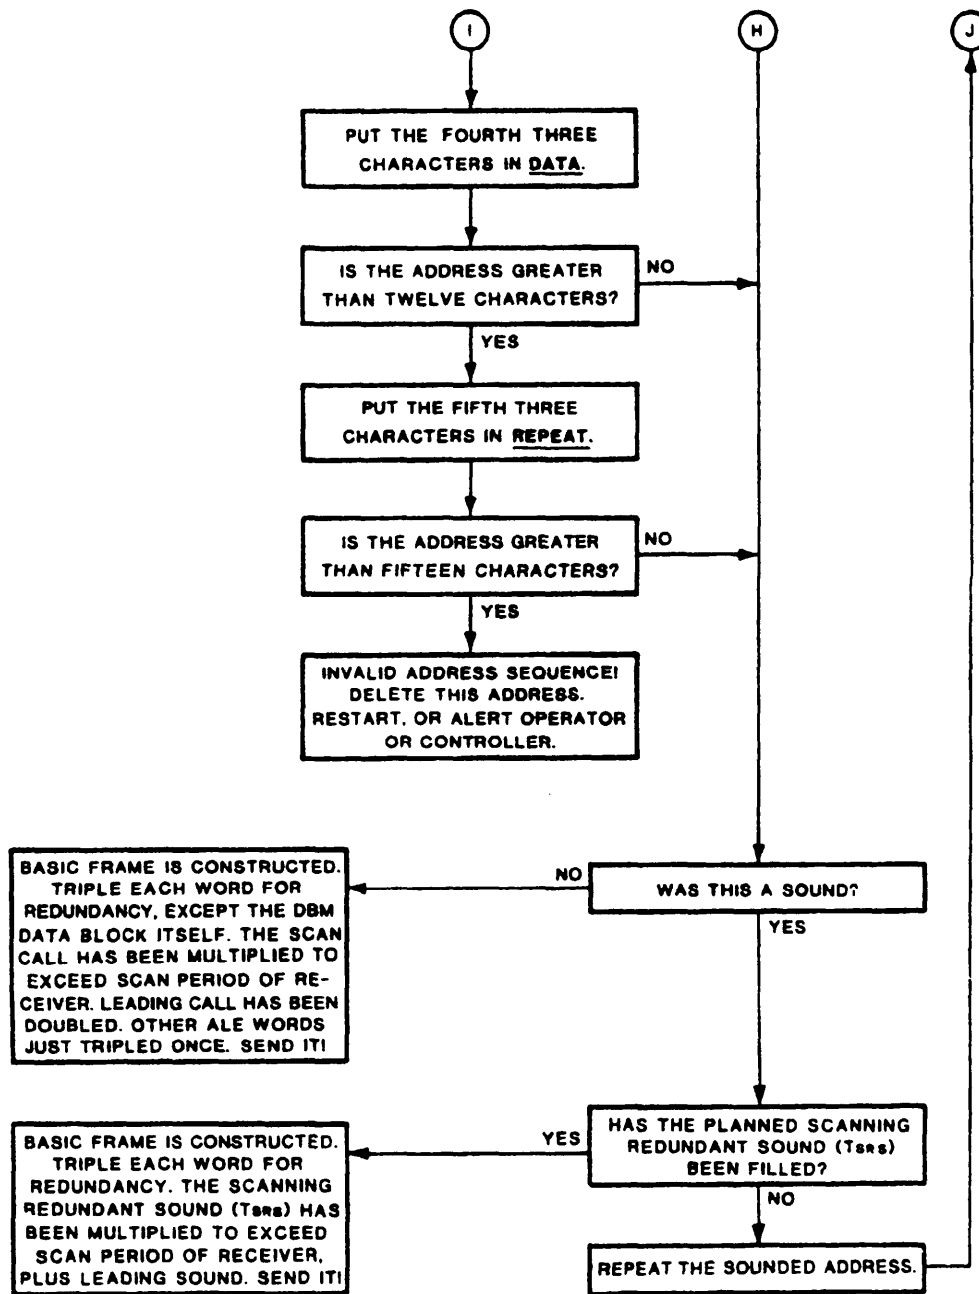 I
H
J
PUT THE FOURTH THREE
CHARACTERS IN DATA.
IS THE ADDRESS GREATER
THAN TWELVE CHARACTERS?
NO
YES
PUT THE FIFTH THREE
CHARACTERS IN REPEAT.
IS THE ADDRESS GREATER
THAN FIFTEEN CHARACTERS?
NO
YES
INVALID ADDRESS SEQUENCE!
DELETE THIS ADDRESS.
RESTART, OR ALERT OPERATOR
OR CONTROLLER.
WAS THIS A SOUND?
NO
YES
BASIC FRAME IS CONSTRUCTED.
TRIPLE EACH WORD FOR
REDUNDANCY, EXCEPT THE DBM
DATA BLOCK ITSELF. THE SCAN
CALL HAS BEEN MULTIPLIED TO
EXCEED SCAN PERIOD OF RE-
CEIVER. LEADING CALL HAS BEEN
DOUBLED. OTHER ALE WORDS
JUST TRIPLED ONCE. SEND IT!
HAS THE PLANNED SCANNING
REDUNDANT SOUND (TSRS)
BEEN FILLED?
YES
NO
BASIC FRAME IS CONSTRUCTED.
TRIPLE EACH WORD FOR
REDUNDANCY. THE SCANNING
REDUNDANT SOUND (TSRS) HAS
BEEN MULTIPLIED TO EXCEED
SCAN PERIOD OF RECEIVER,
PLUS LEADING SOUND. SEND IT!
REPEAT THE SOUNDED ADDRESS.